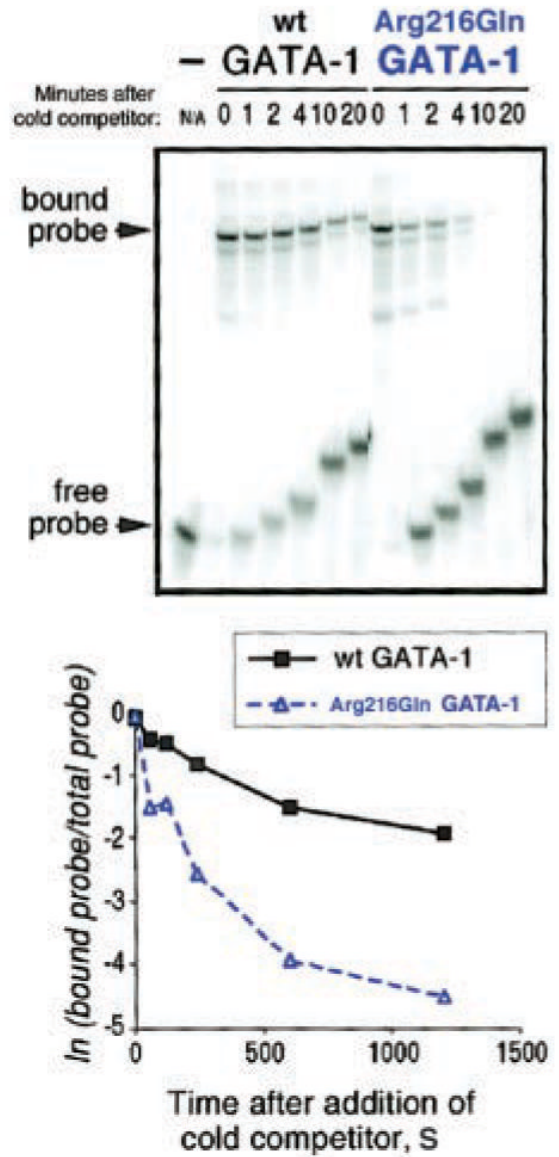 wt Arg216Gln
– GATA-1 GATA-1
Minutes after
cold competitor: N/A 0 1 2 4 10 20 0 1 2 4 10 20
bound
probe
free
probe
wt GATA-1
Arg216Gln GATA-1
ln (bound probe/total probe)
0
-1
-2
-3
-4
-5
0 500 1000 1500
Time after addition of
cold competitor, S